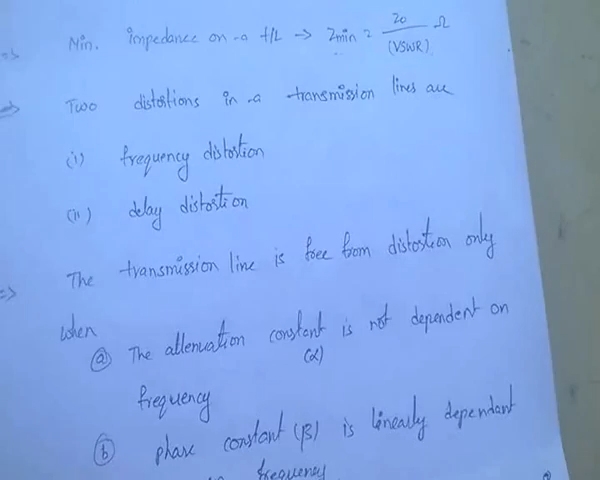 => Min. impedance on a t/L → Zmin = Zo / (VSWR) Ω
=> Two distortions in a transmission lines are
(i) frequency distortion
(ii) delay distortion
=> The transmission line is free from distortion only
when
(a) The attenuation constant is not dependent on
(α)
frequency
(b) phase constant (β) is linearly dependant
frequency